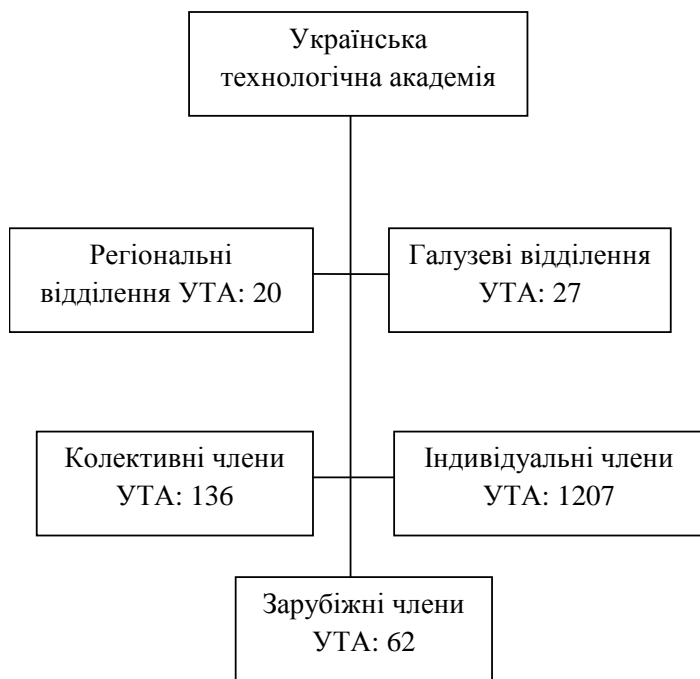 Українська
технологічна академія
Регіональні
відділення УТА: 20
Галузеві відділення
УТА: 27
Колективні члени
УТА: 136
Індивідуальні члени
УТА: 1207
Зарубіжні члени
УТА: 62